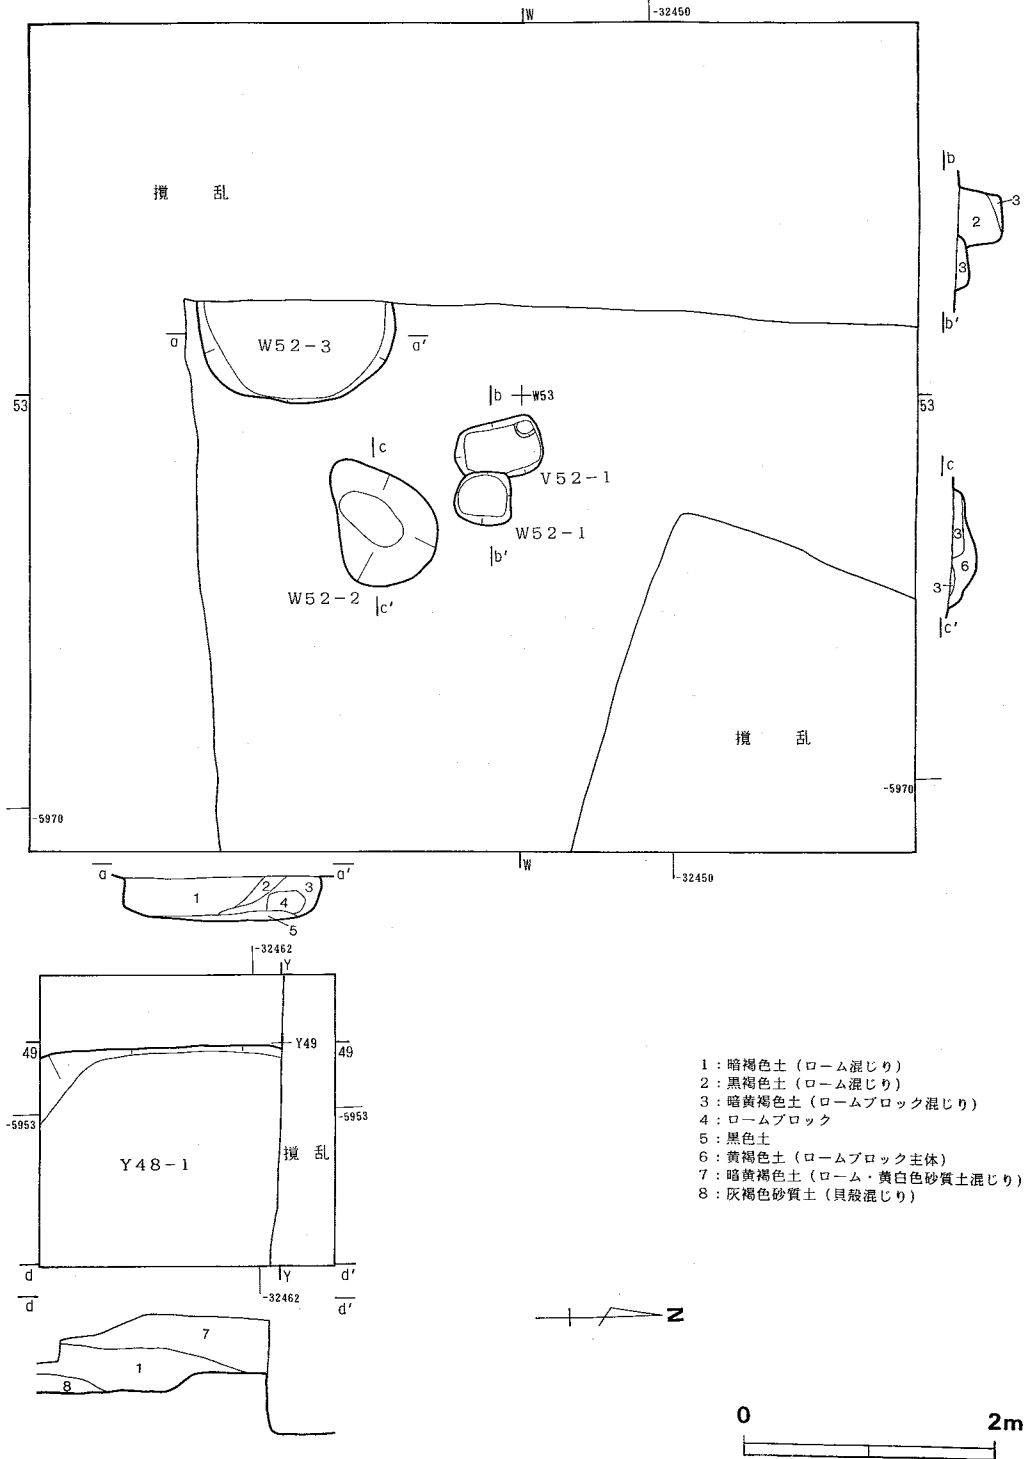 W
-32450
攪 乱
b
3
2
3
b'
a
W52-3
a'
53
b
W53
53
c
V52-1
W52-1
b'
W52-2
c'
c
3
6
3
c'
攪 乱
-5970
-5970
W
-32450
a
a'
1
2
3
4
5
-32462
Y
49
Y49
49
-5953
-5953
Y48-1
攪 乱
d
Y
d'
-32462
d
d'
7
1
8
1:暗褐色土(ローム混じり)
2:黒褐色土(ローム混じり)
3:暗黄褐色土(ロームブロック混じり)
4:ロームブロック
5:黒色土
6:黄褐色土(ロームブロック主体)
7:暗黄褐色土(ローム・黄白色砂質土混じり)
8:灰褐色砂質土(貝殻混じり)
N
0
2m